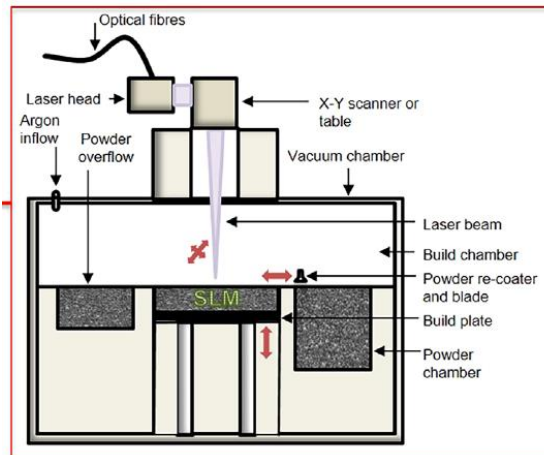 Optical fibres
Laser head
X-Y scanner or
table
Argon
inflow
Powder
overflow
Vacuum chamber
Laser beam
Build chamber
Powder re-coater
and blade
SLM
Build plate
Powder
chamber